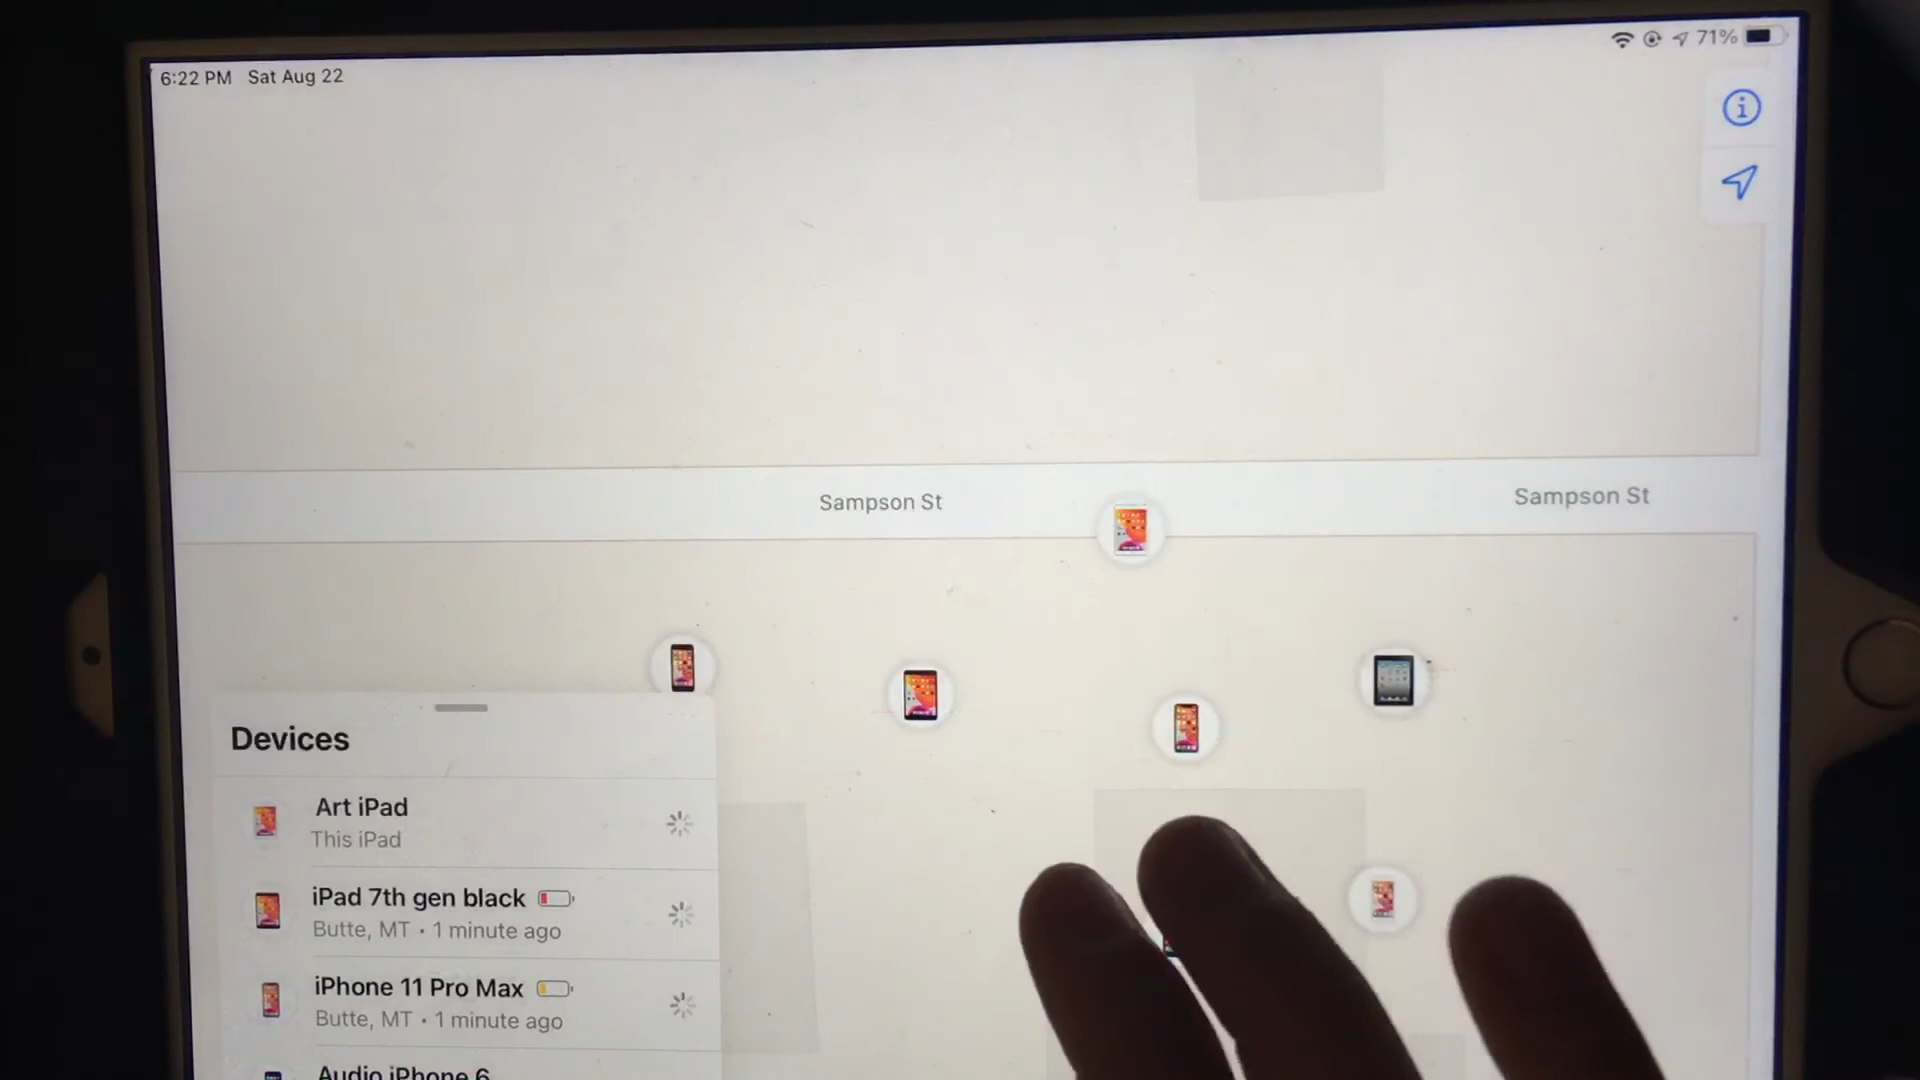 6:22 PM Sat Aug 22
71%
Sampson St
Sampson St
Devices
Art iPad
This iPad
iPad 7th gen black
Butte, MT • 1 minute ago
iPhone 11 Pro Max
Butte, MT • 1 minute ago
Audio iPhone 6